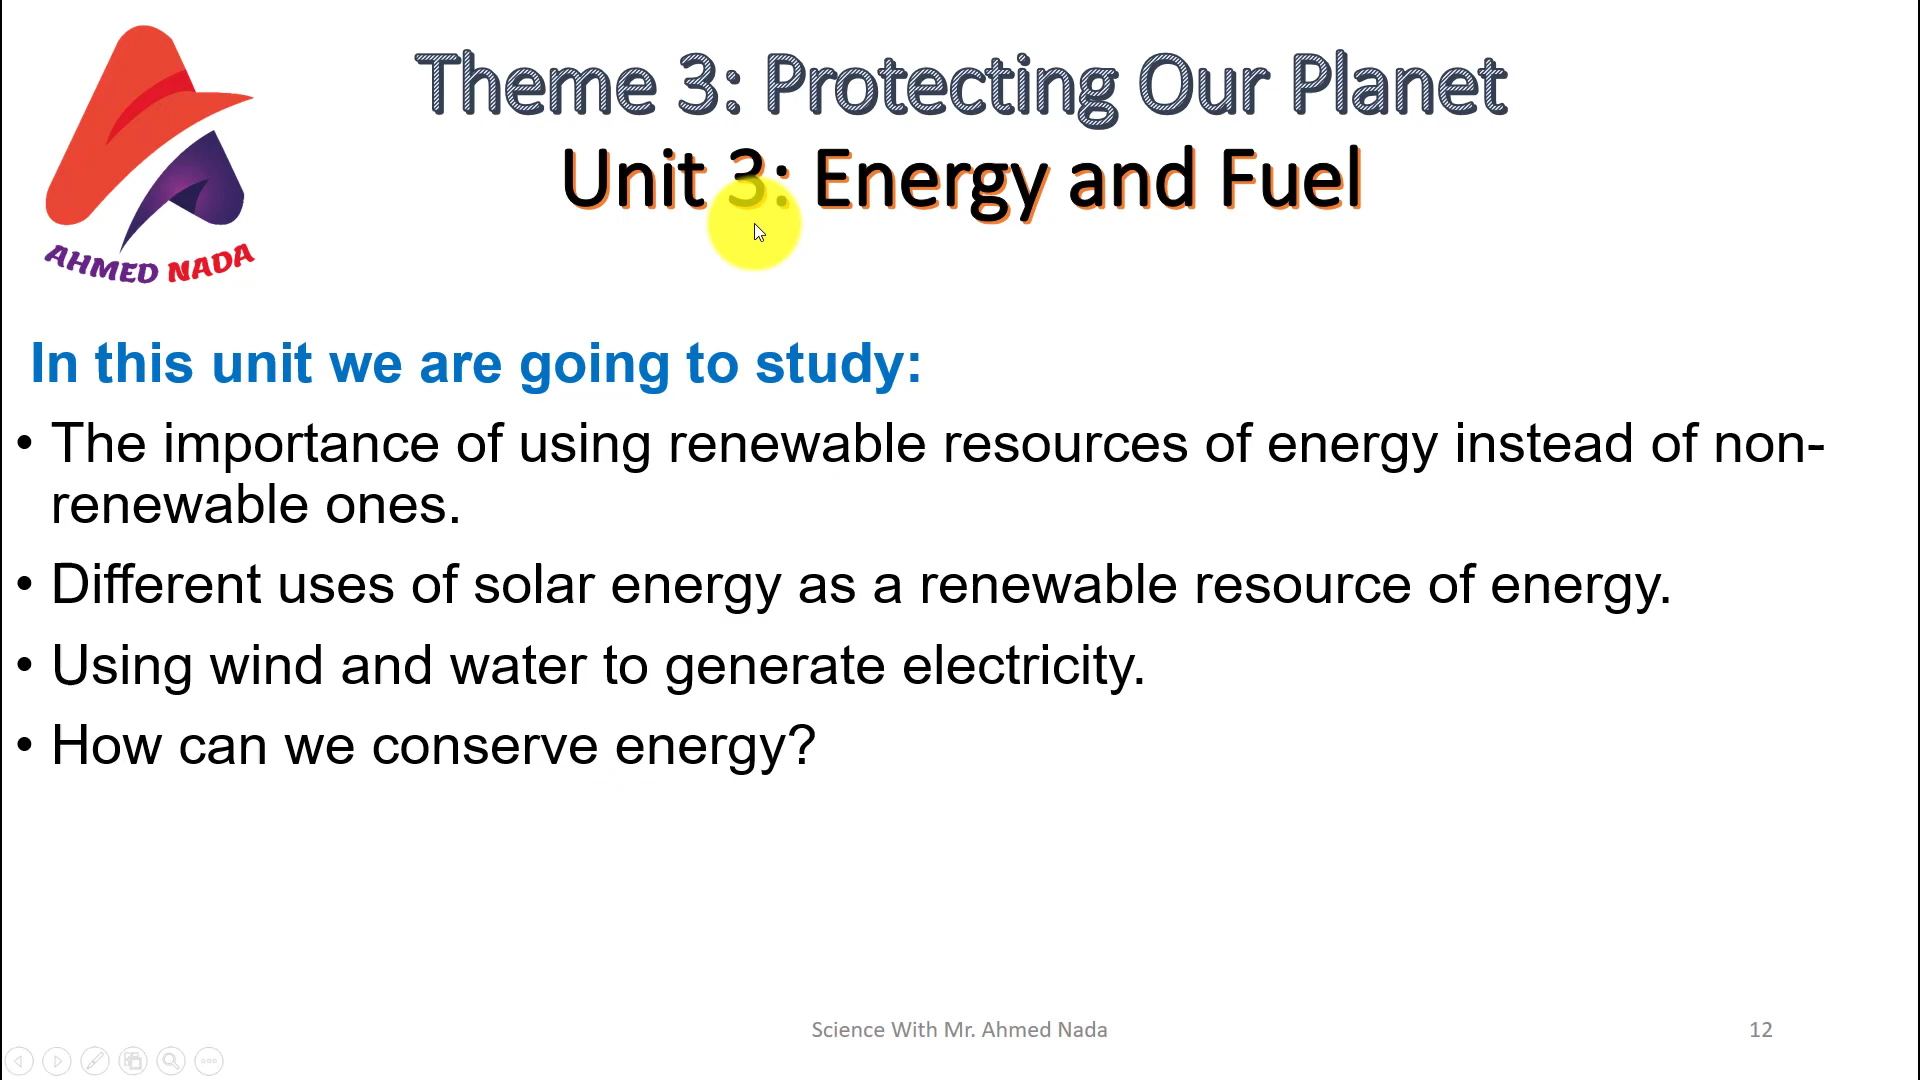 Theme 3: Protecting Our Planet
Unit 3: Energy and Fuel
AHMED NADA
In this unit we are going to study:
• The importance of using renewable resources of energy instead of non-
renewable ones.
• Different uses of solar energy as a renewable resource of energy.
• Using wind and water to generate electricity.
• How can we conserve energy?
Science With Mr. Ahmed Nada
12